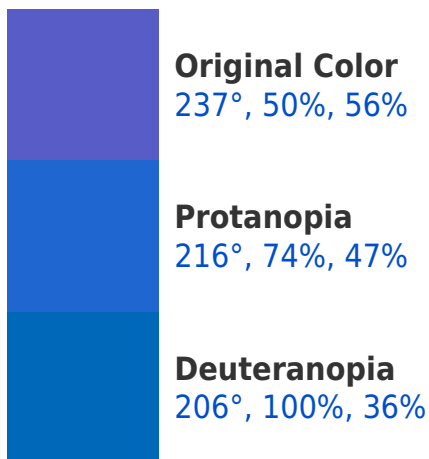 Original Color
237°, 50%, 56%
Protanopia
216°, 74%, 47%
Deuteranopia
206°, 100%, 36%